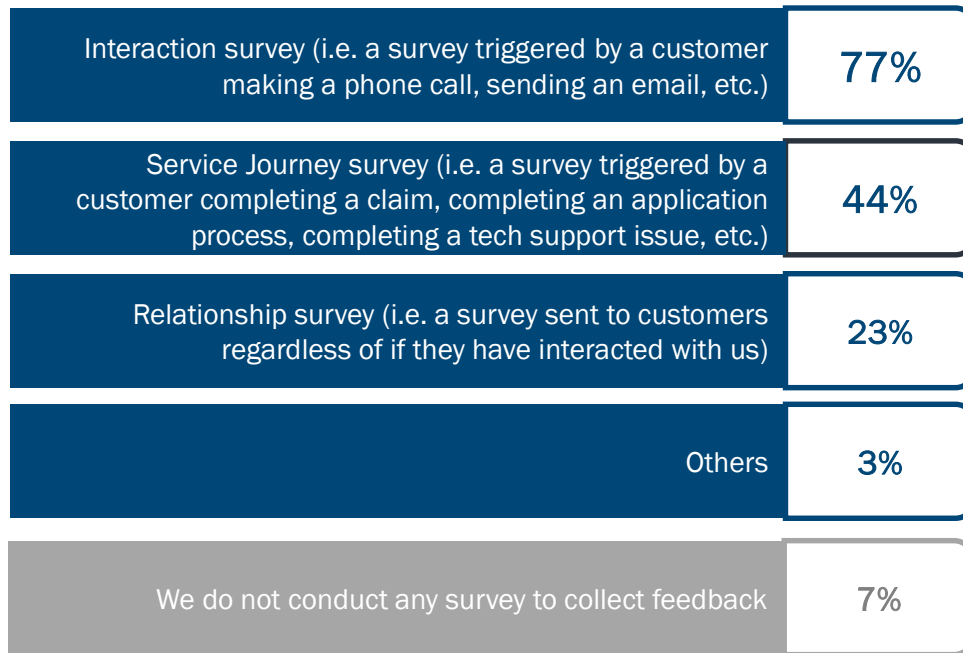 Interaction survey (i.e. a survey triggered by a customer
making a phone call, sending an email, etc.)
77%
Service Journey survey (i.e. a survey triggered by a
customer completing a claim, completing an application
process, completing a tech support issue, etc.)
44%
Relationship survey (i.e. a survey sent to customers
regardless of if they have interacted with us)
23%
Others
3%
We do not conduct any survey to collect feedback
7%